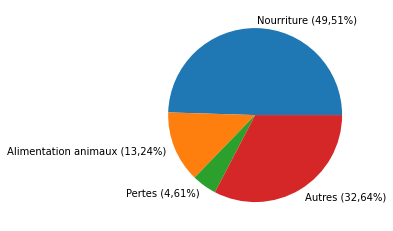 Nourriture (49,51%)
Alimentation animaux (13,24%)
Pertes (4,61%)
Autres (32,64%)